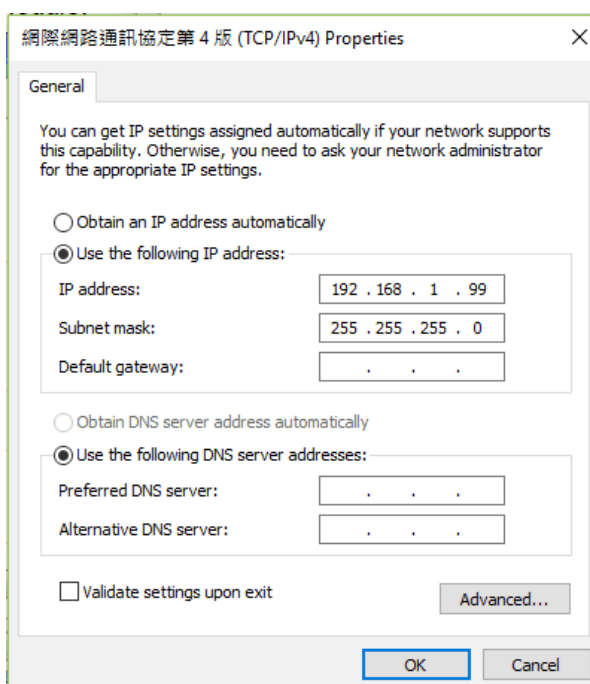 網際網路通訊協定第 4 版 (TCP/IPv4) Properties
General
You can get IP settings assigned automatically if your network supports
this capability. Otherwise, you need to ask your network administrator
for the appropriate IP settings.
Obtain an IP address automatically
Use the following IP address:
IP address: 192 . 168 . 1 . 99
Subnet mask: 255 . 255 . 255 . 0
Default gateway: . . .
Obtain DNS server address automatically
Use the following DNS server addresses:
Preferred DNS server: . . .
Alternative DNS server: . . .
Validate settings upon exit
Advanced...
OK Cancel